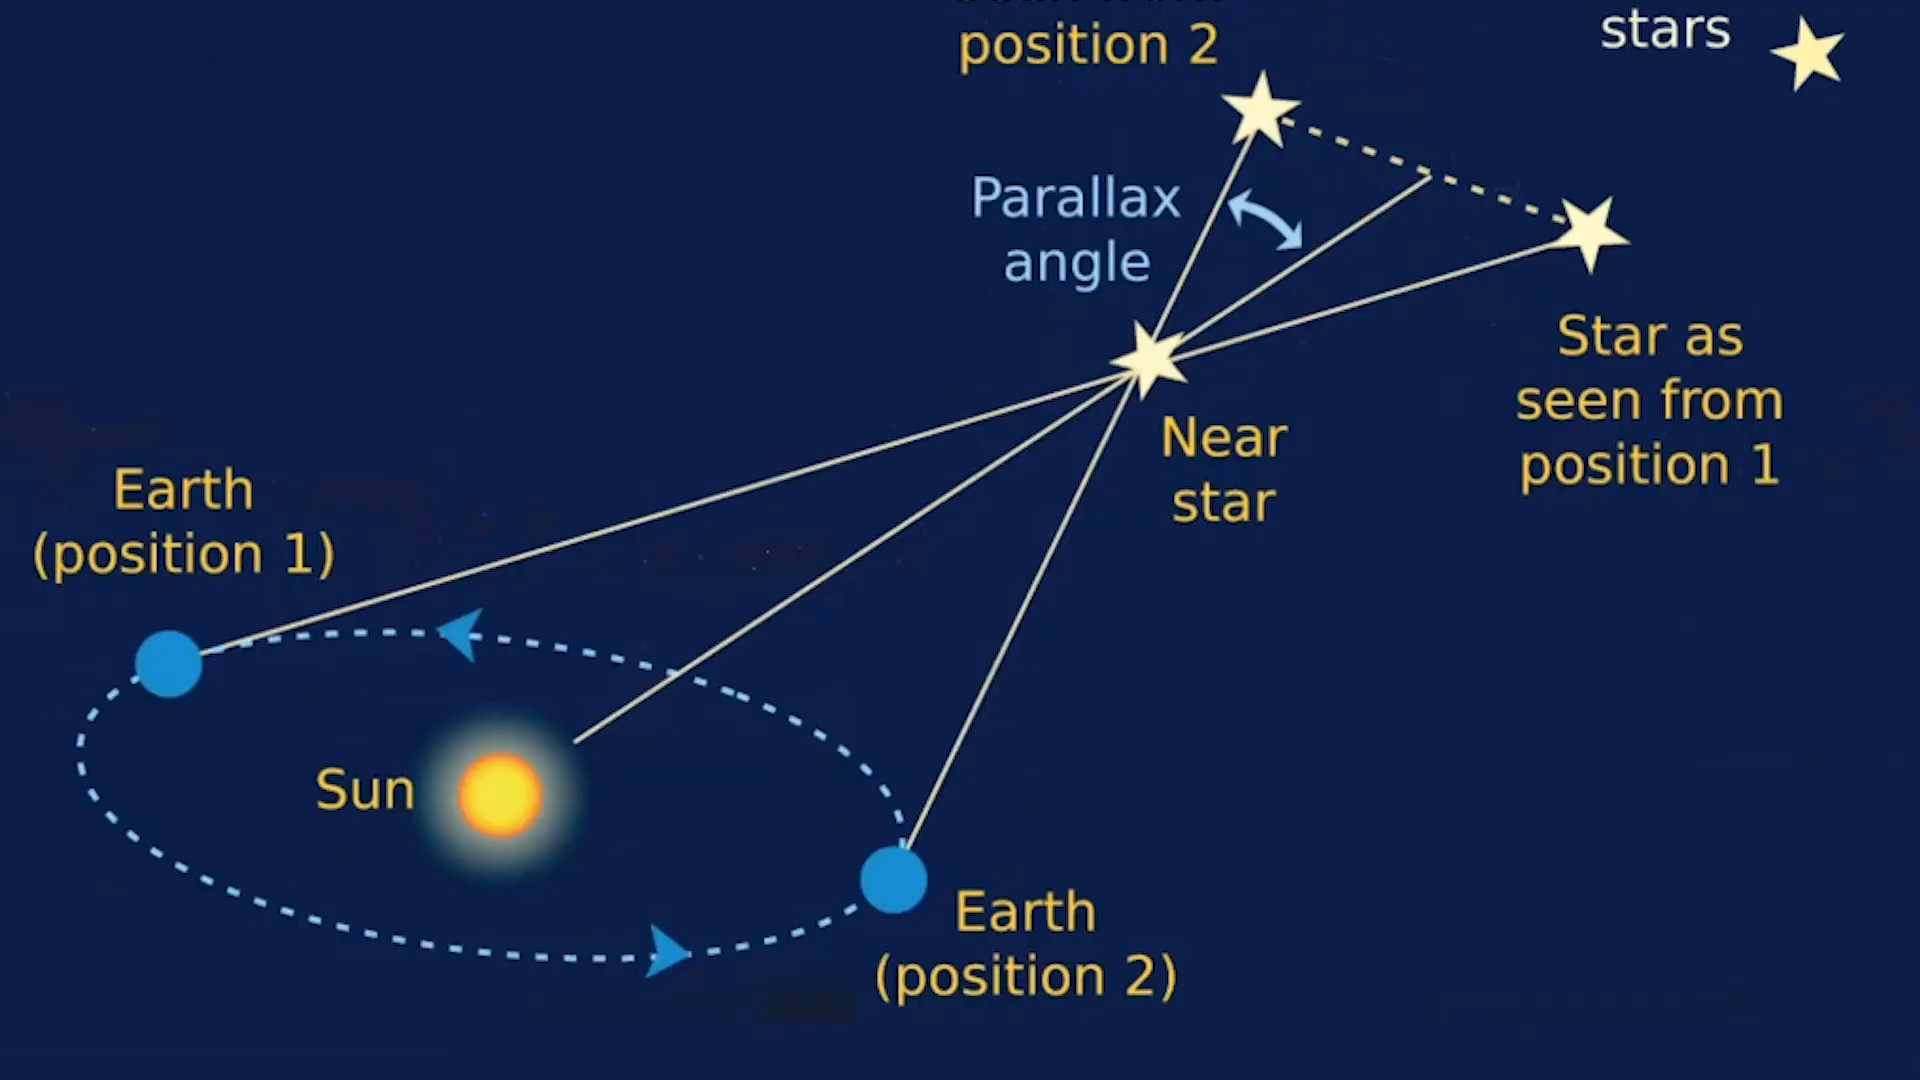 position 2
stars
Parallax
angle
Star as
seen from
position 1
Near
star
Earth
(position 1)
Sun
Earth
(position 2)